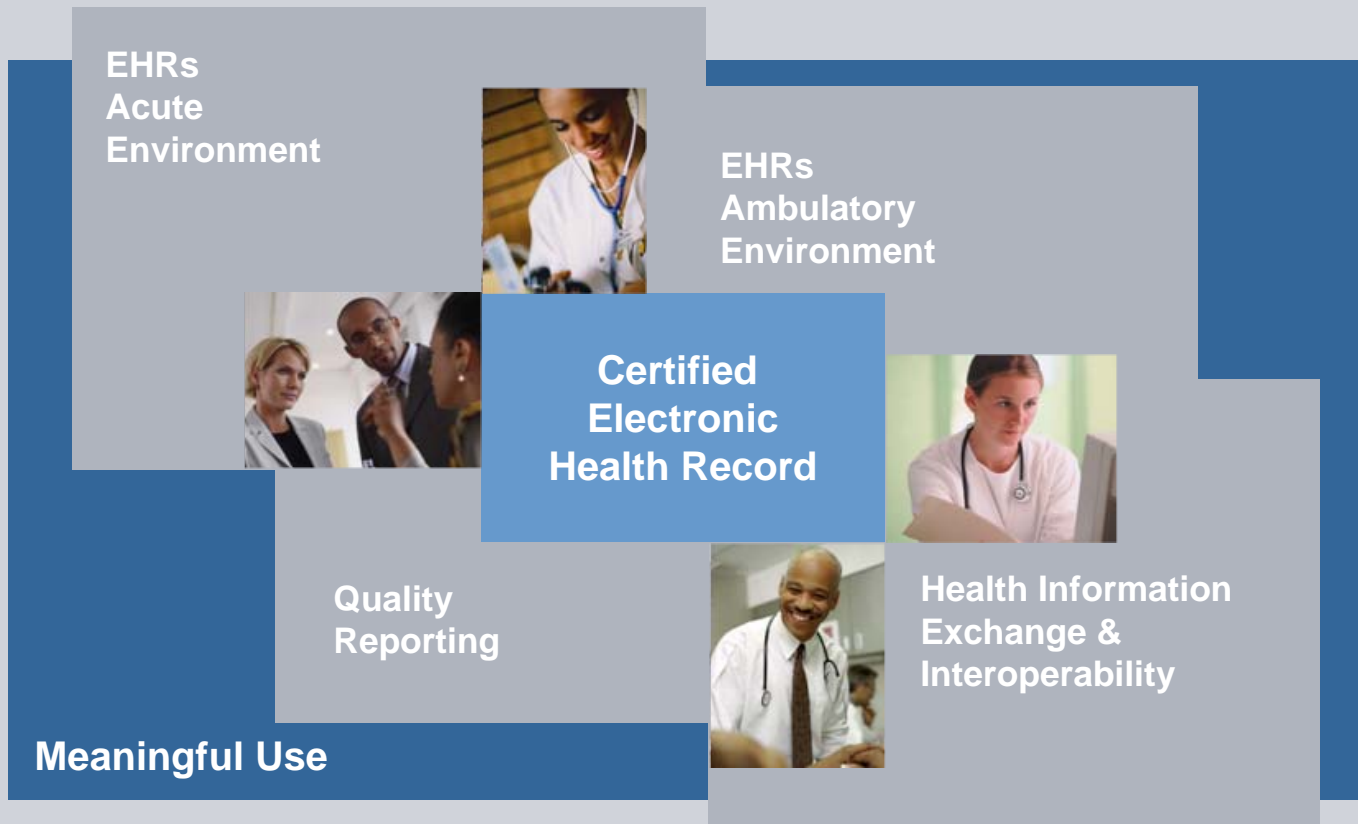 EHRs
Acute
Environment
EHRs
Ambulatory
Environment
Certified
Electronic
Health Record
Quality
Reporting
Health Information
Exchange &
Interoperability
Meaningful Use